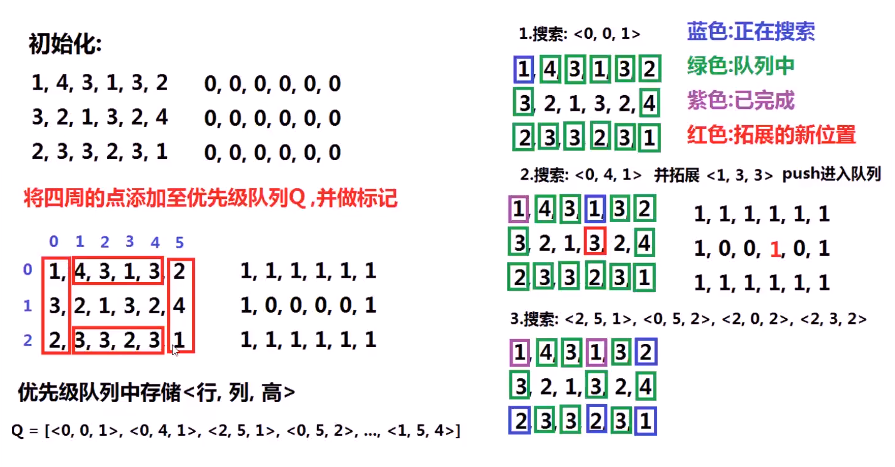 初始化:
1, 4, 3, 1, 3, 2    0, 0, 0, 0, 0, 0
3, 2, 1, 3, 2, 4    0, 0, 0, 0, 0, 0
2, 3, 3, 2, 3, 1    0, 0, 0, 0, 0, 0
将四周的点添加至优先级队列Q ,并做标记
0 1 2 3 4 5
0 1, 4, 3, 1, 3, 2    1, 1, 1, 1, 1, 1
1 3, 2, 1, 3, 2, 4    1, 0, 0, 0, 0, 1
2 2, 3, 3, 2, 3, 1    1, 1, 1, 1, 1, 1
优先级队列中存储<行, 列, 高>
Q = [<0, 0, 1>, <0, 4, 1>, <2, 5, 1>, <0, 5, 2>, ..., <1, 5, 4>]
1.搜索: <0, 0, 1>
1, 4, 3, 1, 3, 2
3, 2, 1, 3, 2, 4
2, 3, 3, 2, 3, 1
蓝色:正在搜索
绿色:队列中
紫色:已完成
红色:拓展的新位置
2.搜索: <0, 4, 1> 并拓展 <1, 3, 3> push进入队列
1, 4, 3, 1, 3, 2    1, 1, 1, 1, 1, 1
3, 2, 1, 3, 2, 4    1, 0, 0, 1, 0, 1
2, 3, 3, 2, 3, 1    1, 1, 1, 1, 1, 1
3.搜索: <2, 5, 1>, <0, 5, 2>, <2, 0, 2>, <2, 3, 2>
1, 4, 3, 1, 3, 2
3, 2, 1, 3, 2, 4
2, 3, 3, 2, 3, 1